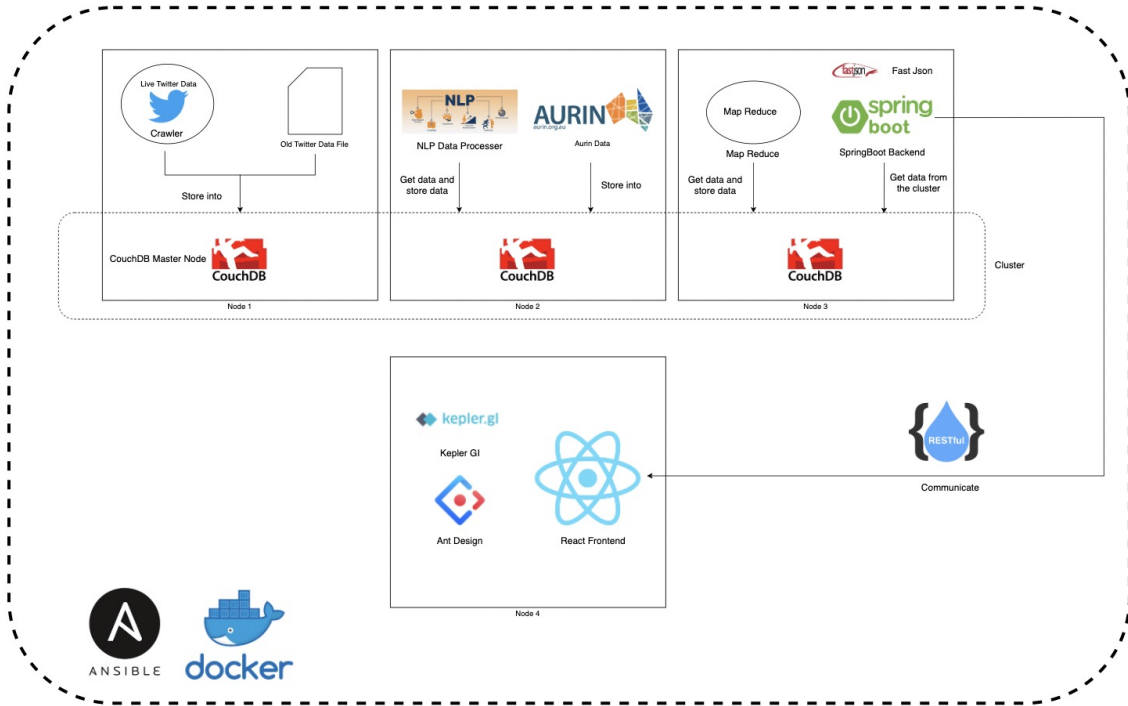 Live Twitter Data
Crawler
Old Twitter Data File
Store into
NLP
NLP Data Processer
AURIN
aurin.org.au
Aurin Data
Get data and
store data
Store into
fastjson
Fast Json
Map Reduce
Map Reduce
spring
boot
SpringBoot Backend
Get data and
store data
Get data from
the cluster
CouchDB Master Node
CouchDB
CouchDB
CouchDB
Cluster
Node 1
Node 2
Node 3
kepler.gl
Kepler Gl
Ant Design
React Frontend
Node 4
{RESTful}
Communicate
ANSIBLE
docker